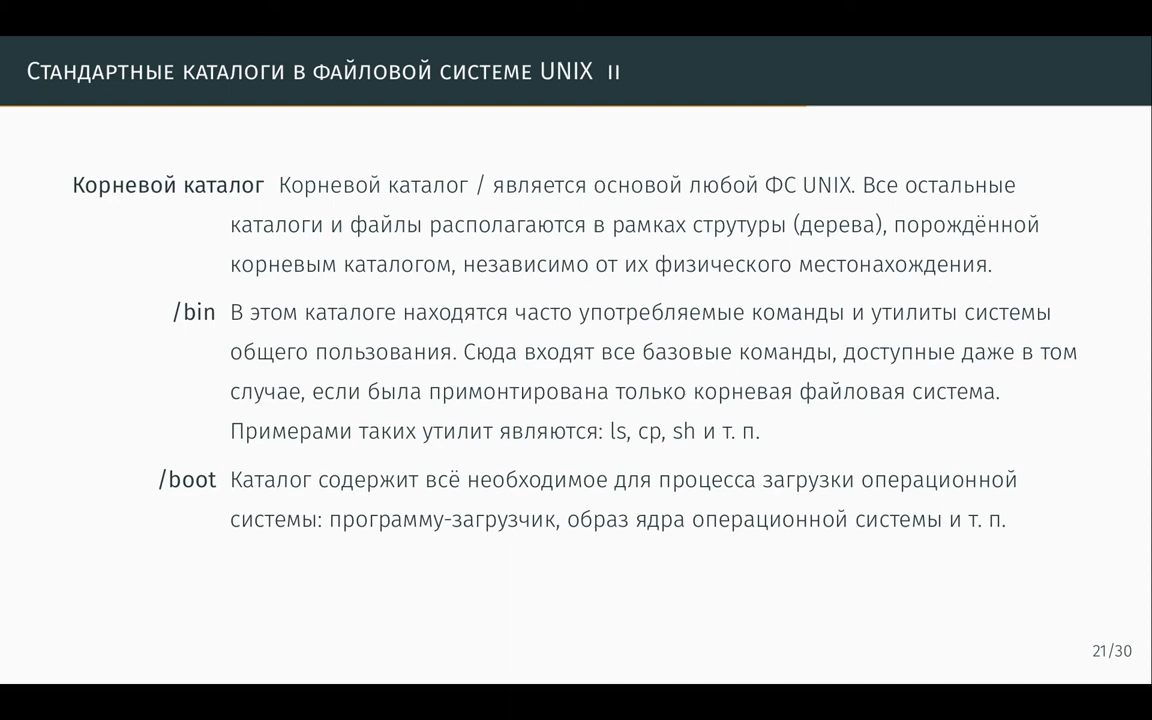 Стандартные каталоги в файловой системе UNIX II
Корневой каталог Корневой каталог / является основой любой ФС UNIX. Все остальные
каталоги и файлы располагаются в рамках струтуры (дерева), порождённой
корневым каталогом, независимо от их физического местонахождения.
/bin В этом каталоге находятся часто употребляемые команды и утилиты системы
общего пользования. Сюда входят все базовые команды, доступные даже в том
случае, если была примонтирована только корневая файловая система.
Примерами таких утилит являются: ls, cp, sh и т. п.
/boot Каталог содержит всё необходимое для процесса загрузки операционной
системы: программу-загрузчик, образ ядра операционной системы и т. п.
21/30